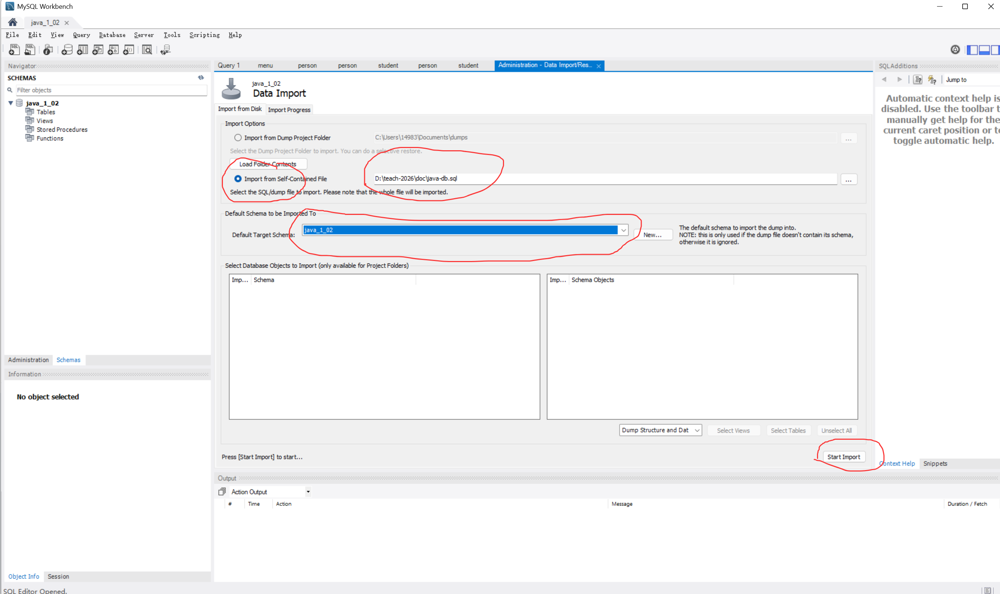 MySQL Workbench
java_1_02
File Edit View Query Database Server Tools Scripting Help
Navigator
SCHEMAS
Filter objects
java_1_02
Tables
Views
Stored Procedures
Functions
Administration Schemas
Information
No object selected
Object Info Session
SQL Editor Opened.
Query 1 menu person person student person student Administration - Data Import/Res...
java_1_02
Data Import
Import from Disk Import Progress
Import Options
Import from Dump Project Folder C:\Users\14983\Documents\dumps ...
Select the Dump Project Folder to import. You can do a selective restore.
Load Folder Contents
Import from Self-Contained File D:\teach-2026\doc\java-db.sql ...
Select the SQL/dump file to import. Please note that the whole file will be imported.
Default Schema to be Imported To
Default Target Schema: java_1_02 New...
The default schema to import the dump into.
NOTE: this is only used if the dump file doesn't contain its schema,
otherwise it is ignored.
Select Database Objects to Import (only available for Project Folders)
Imp... Schema
Imp... Schema Objects
Dump Structure and Dat Select Views Select Tables Unselect All
Press [Start Import] to start...
Start Import
Output
Action Output
# Time Action Message Duration / Fetch
SQLAdditions
Jump to
Automatic context help is
disabled. Use the toolbar t
manually get help for the
current caret position or to
toggle automatic help.
Context Help Snippets